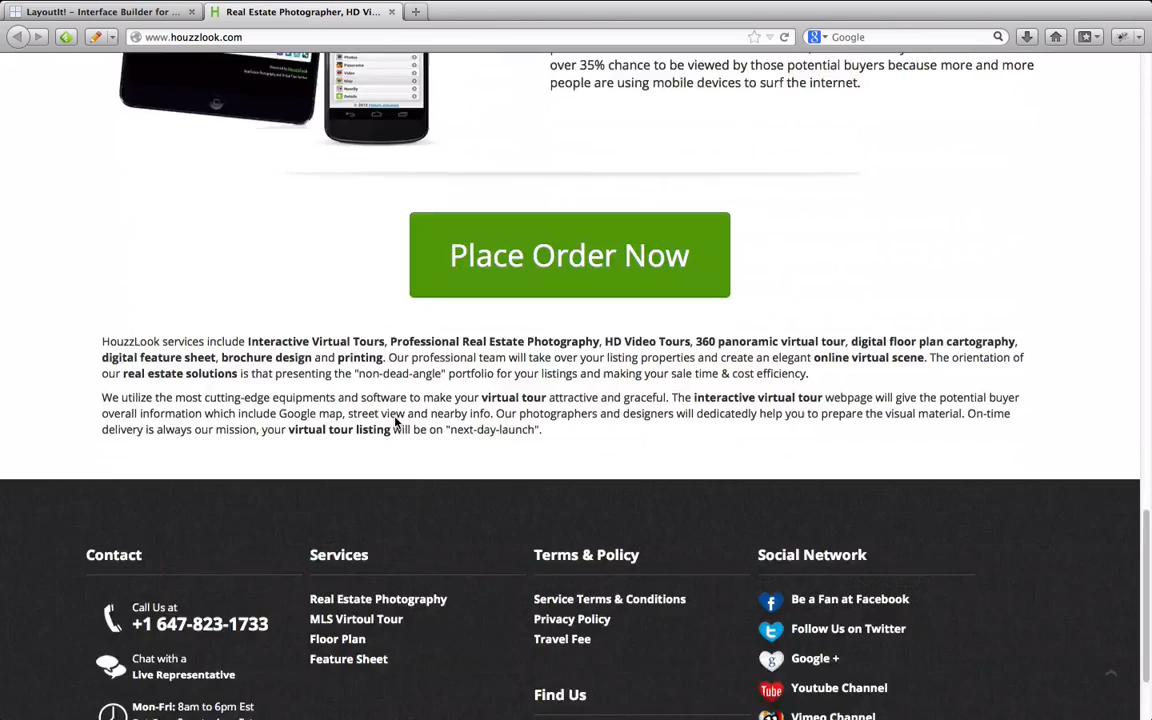 LayoutIt! - Interface Builder for ...
Real Estate Photographer, HD Vi...
www.houzzlook.com
Google
Photos
Panorama
Video
Map
Nearby
Details
over 35% chance to be viewed by those potential buyers because more and more
people are using mobile devices to surf the internet.
Place Order Now
HouzzLook services include Interactive Virtual Tours, Professional Real Estate Photography, HD Video Tours, 360 panoramic virtual tour, digital floor plan cartography,
digital feature sheet, brochure design and printing. Our professional team will take over your listing properties and create an elegant online virtual scene. The orientation of
our real estate solutions is that presenting the "non-dead-angle" portfolio for your listings and making your sale time & cost efficiency.
We utilize the most cutting-edge equipments and software to make your virtual tour attractive and graceful. The interactive virtual tour webpage will give the potential buyer
overall information which include Google map, street view and nearby info. Our photographers and designers will dedicatedly help you to prepare the visual material. On-time
delivery is always our mission, your virtual tour listing will be on "next-day-launch".
Contact
Call Us at
+1 647-823-1733
Chat with a
Live Representative
Mon-Fri: 8am to 6pm Est
Services
Real Estate Photography
MLS Virtoul Tour
Floor Plan
Feature Sheet
Terms & Policy
Service Terms & Conditions
Privacy Policy
Travel Fee
Find Us
Social Network
Be a Fan at Facebook
Follow Us on Twitter
Google +
Youtube Channel
Vimeo Channel